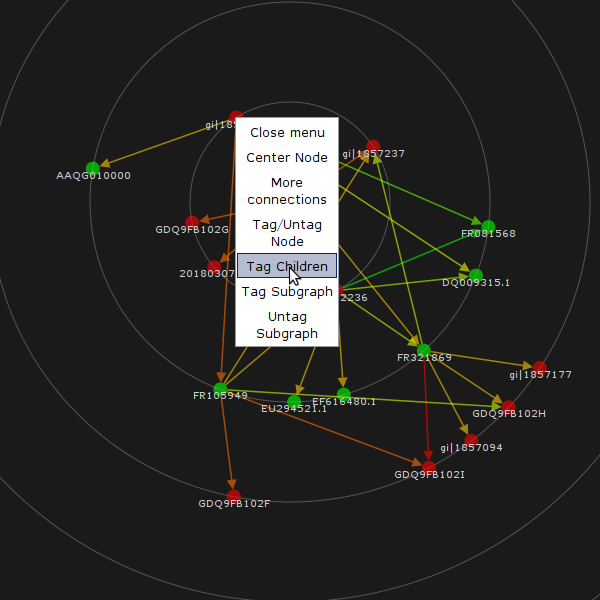 gi|185
Close menu
gi|1857237
Center Node
AAQG010000
More
connections
GDQ9FB102G
Tag/Untag
Node
FR081568
20180307
Tag Children
DQ009315.1
Tag Subgraph
2236
Untag
Subgraph
FR321869
gi|1857177
FR105949
EU294521.1
EF616480.1
GDQ9FB102H
gi|1857094
GDQ9FB102I
GDQ9FB102F